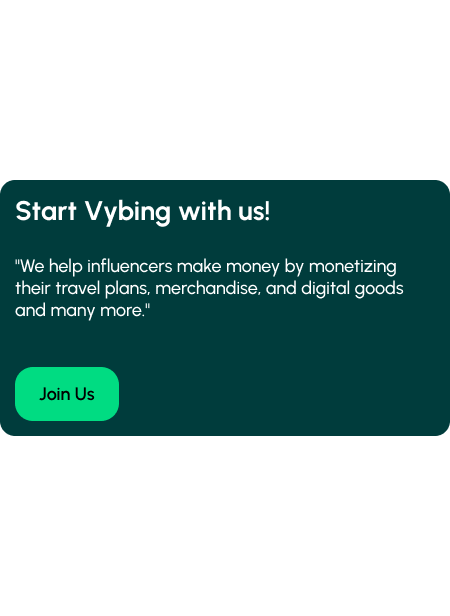 Start Vybing with us!
"We help influencers make money by monetizing
their travel plans, merchandise, and digital goods
and many more."
Join Us